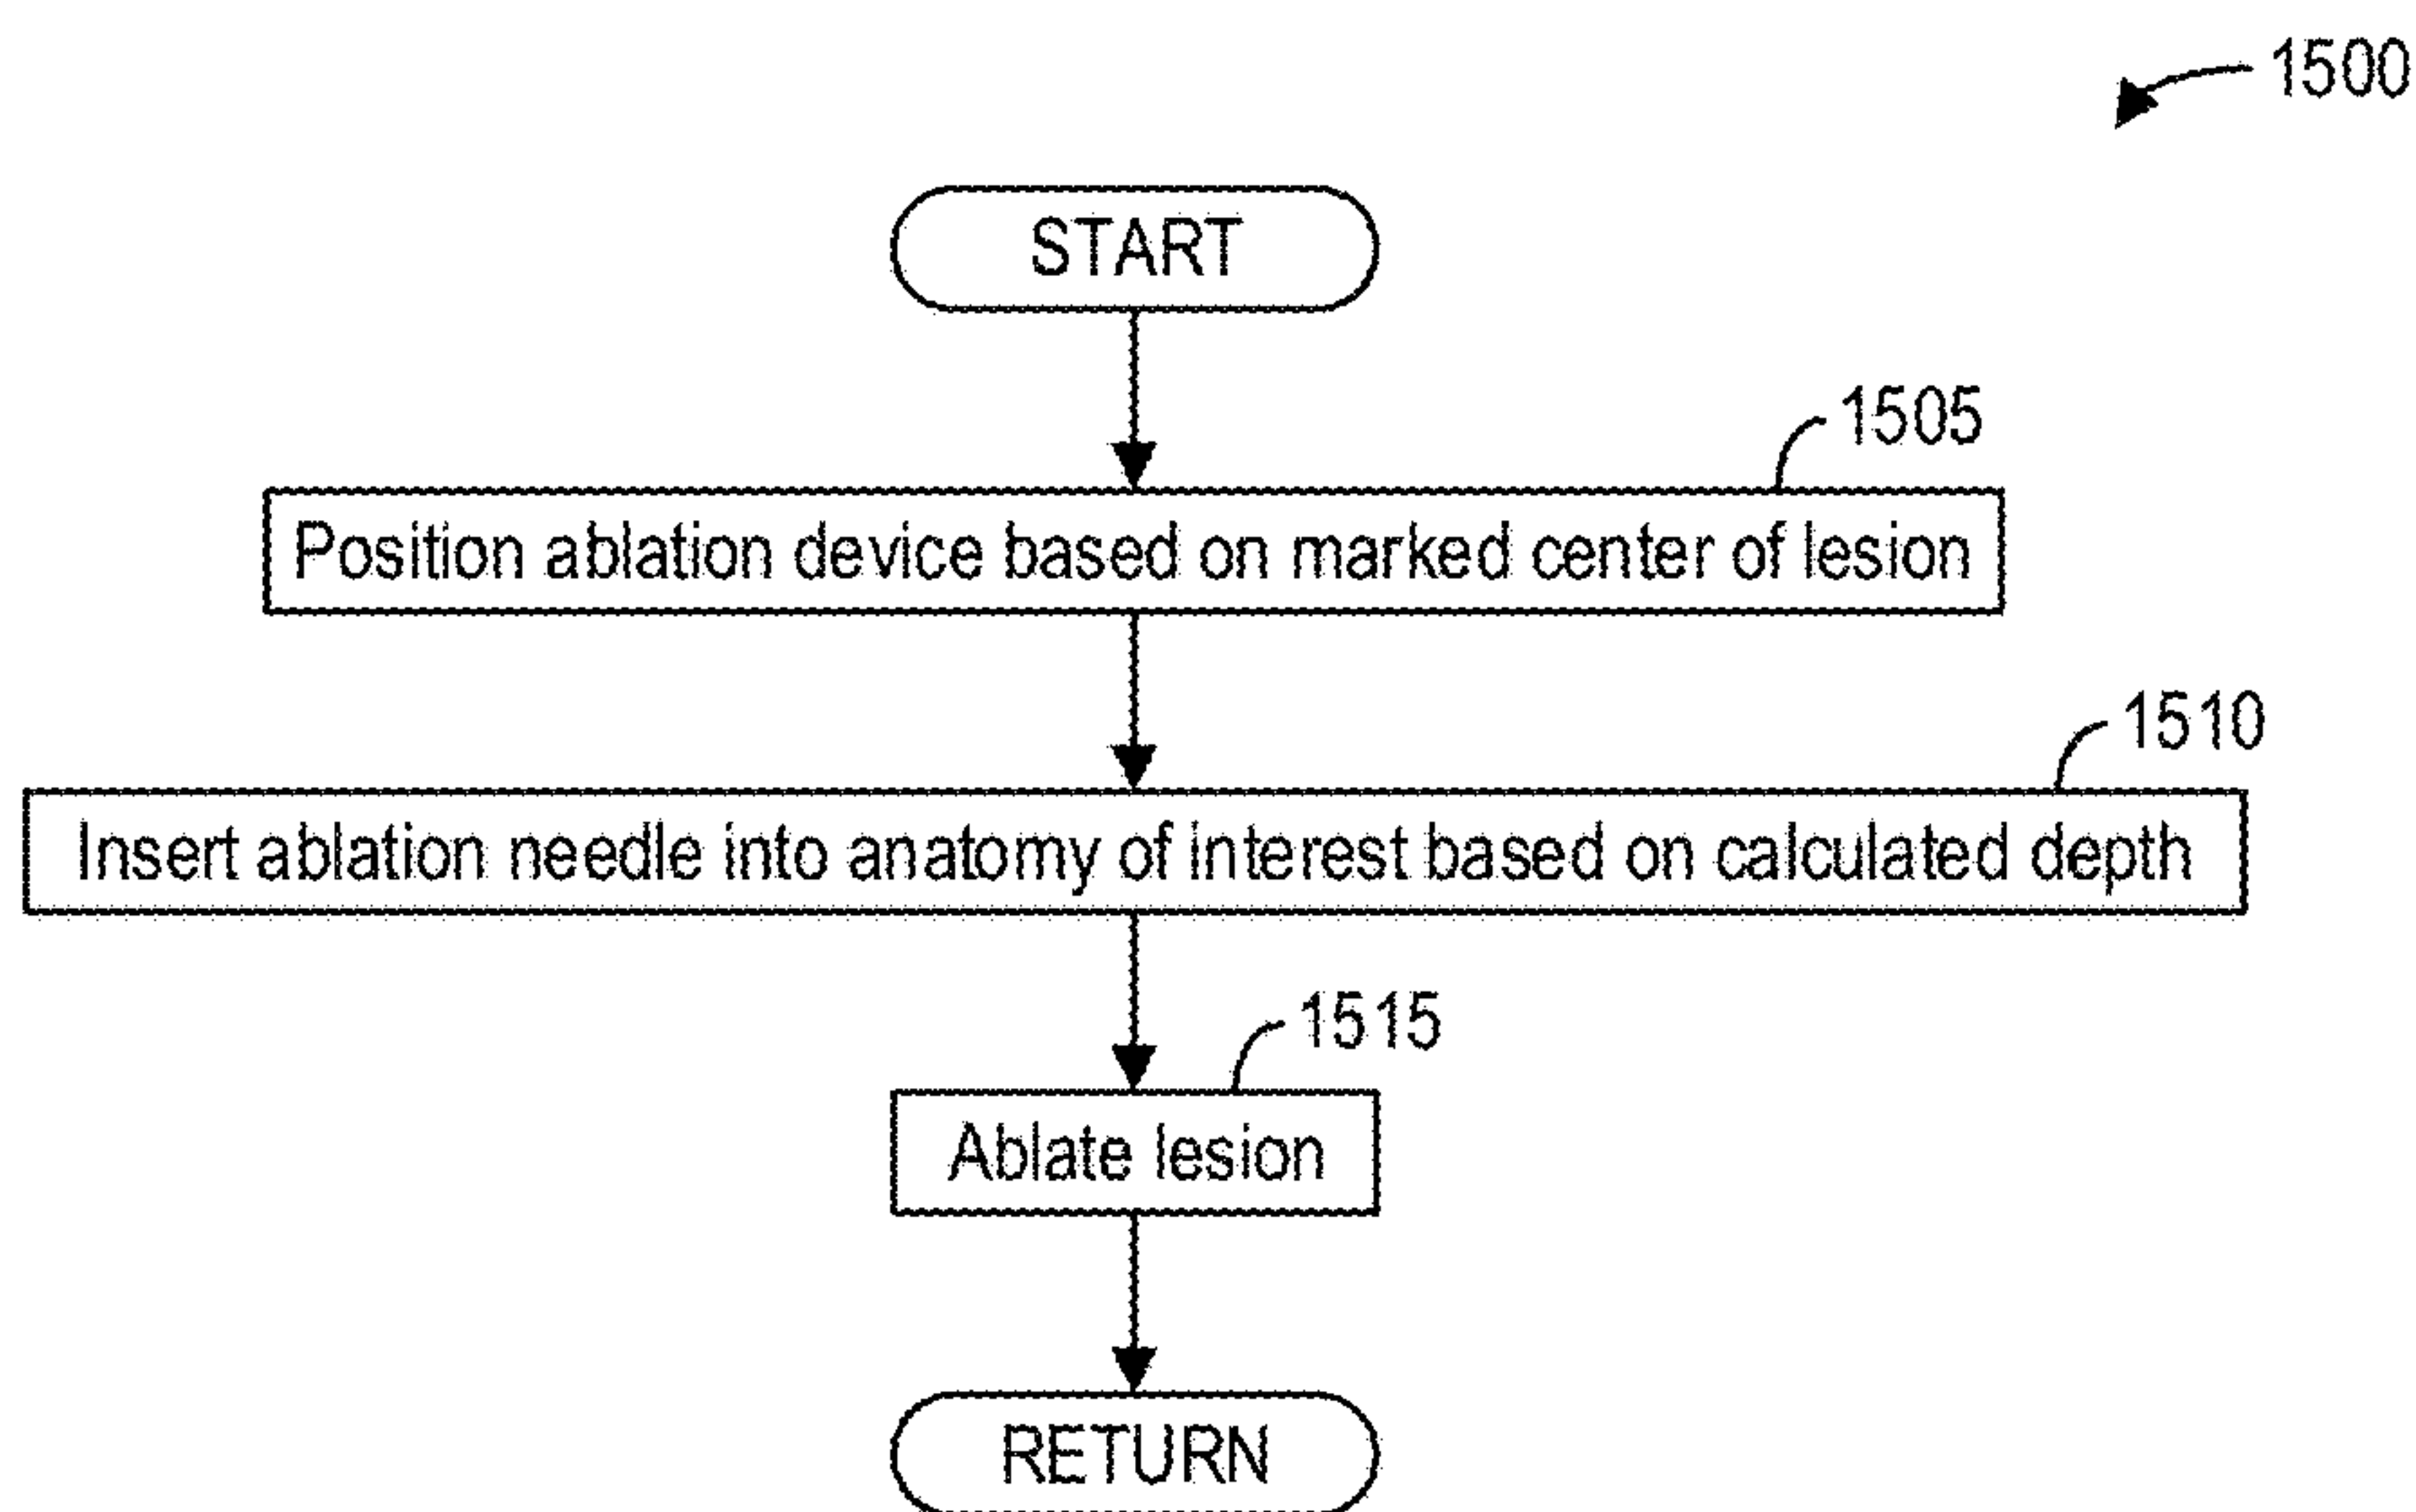 1500
START
1505
Position ablation device based on marked center of lesion
1510
Insert ablation needle into anatomy of interest based on calculated depth
1515
Ablate lesion
RETURN